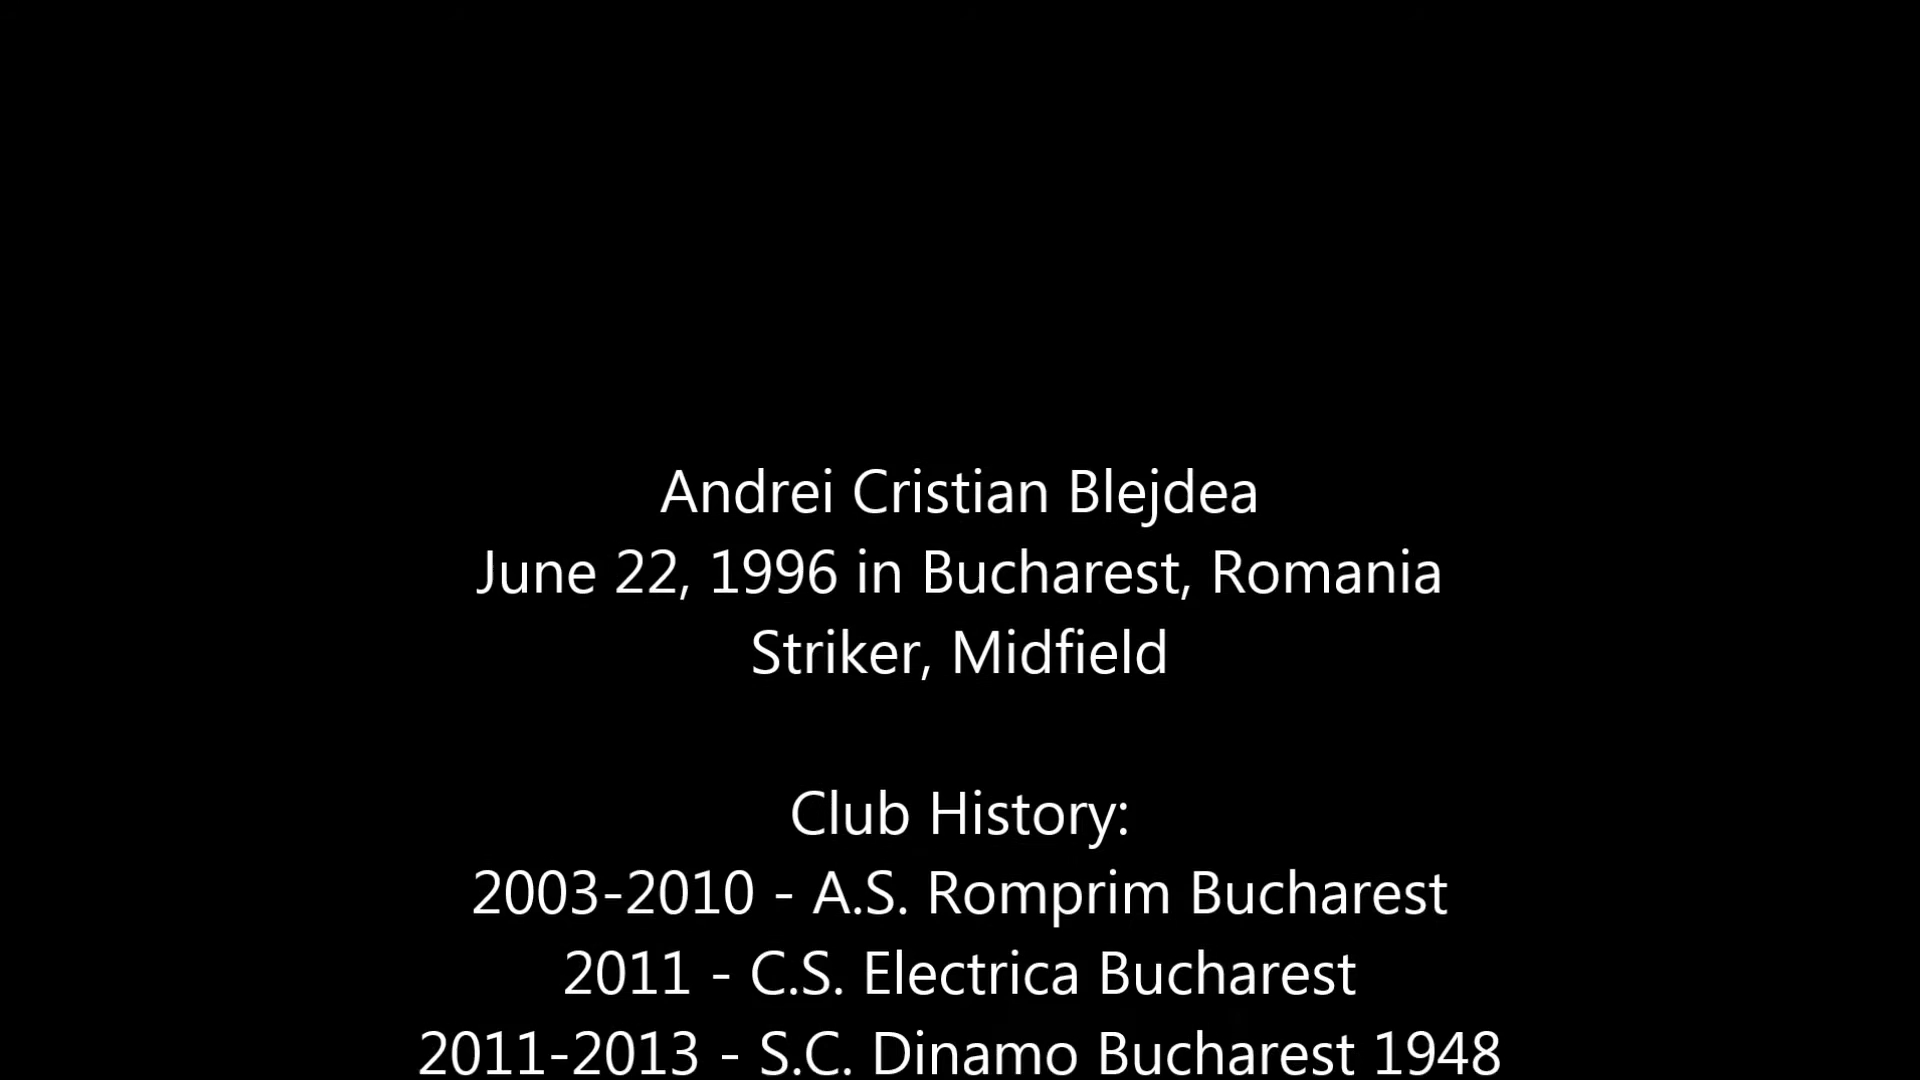 Andrei Cristian Blejdea
June 22, 1996 in Bucharest, Romania
Striker, Midfield
Club History:
2003-2010 - A.S. Romprim Bucharest
2011 - C.S. Electrica Bucharest
2011-2013 - S.C. Dinamo Bucharest 1948